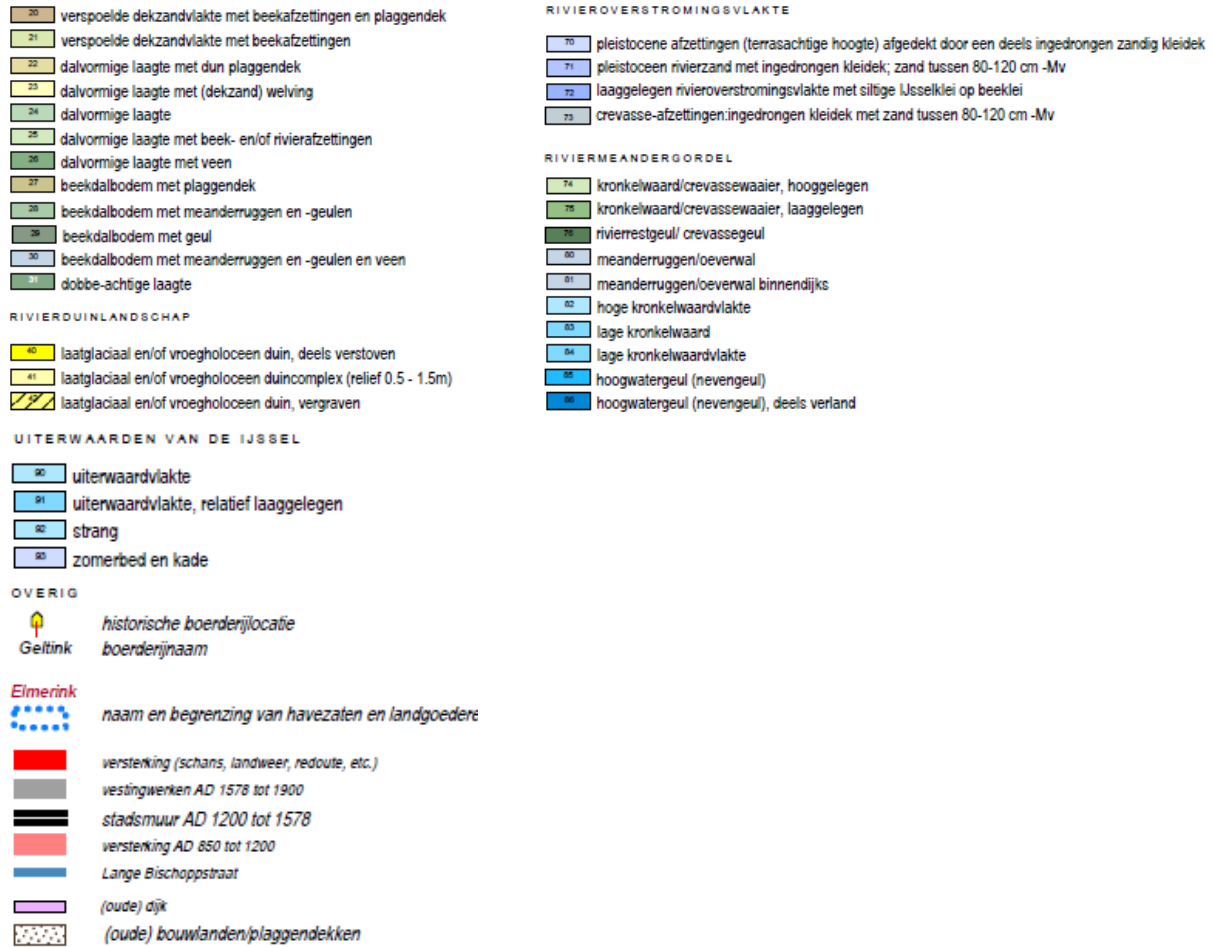 20 verspoelde dekzandvlakte met beekafzettingen en plaggendek
21 verspoelde dekzandvlakte met beekafzettingen
22 dalvormige laagte met dun plaggendek
23 dalvormige laagte met (dekzand) welving
24 dalvormige laagte
25 dalvormige laagte met beek- en/of rivierafzettingen
26 dalvormige laagte met veen
27 beekdalbodem met plaggendek
28 beekdalbodem met meanderruggen en -geulen
29 beekdalbodem met geul
30 beekdalbodem met meanderruggen en -geulen en veen
31 dobbe-achtige laagte
RIVIERDUINLANDSCHAP
40 laatglaciaal en/of vroegholoceen duin, deels verstoven
41 laatglaciaal en/of vroegholoceen duincomplex (relief 0.5 - 1.5m)
42 laatglaciaal en/of vroegholoceen duin, vergraven
UITERWAARDEN VAN DE IJSSEL
90 uiterwaardvlakte
91 uiterwaardvlakte, relatief laaggelegen
92 strang
93 zomerbed en kade
OVERIG
historische boerderijlocatie
Geltink boerderijnaam
Elmerink
naam en begrenzing van havezaten en landgoedere
versterking (schans, landweer, redoute, etc.)
vestingwerken AD 1578 tot 1900
stadsmuur AD 1200 tot 1578
versterking AD 850 tot 1200
Lange Bischoppstraat
(oude) dijk
(oude) bouwlanden/plaggendekken
RIVIEROVERSTROMINGSVLAKTE
70 pleistocene afzettingen (terrasachtige hoogte) afgedekt door een deels ingedrongen zandig kleidek
71 pleistoceen rivierzand met ingedrongen kleidek; zand tussen 80-120 cm -Mv
72 laaggelegen rivieroverstromingsvlakte met siltige IJsselklei op beeklei
73 crevasse-afzettingen:ingedrongen kleidek met zand tussen 80-120 cm -Mv
RIVIERMEANDERGORDEL
74 kronkelwaard/crevassewaaier, hooggelegen
75 kronkelwaard/crevassewaaier, laaggelegen
76 rivierrestgeul/ crevassegeul
80 meanderruggen/oeverwal
81 meanderruggen/oeverwal binnendijks
82 hoge kronkelwaardvlakte
83 lage kronkelwaard
84 lage kronkelwaardvlakte
85 hoogwatergeul (nevengeul)
86 hoogwatergeul (nevengeul), deels verland